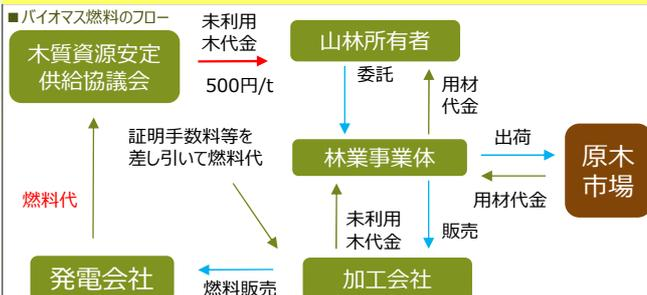 ■バイオマス燃料のフロー
木質資源安定
供給協議会
未利用
木代金
500円/t
山林所有者
委託
用材
代金
証明手数料等を
差し引いて燃料代
林業事業体
出荷
用材代金
原木
市場
燃料代
未利用
木代金
販売
発電会社
燃料販売
加工会社